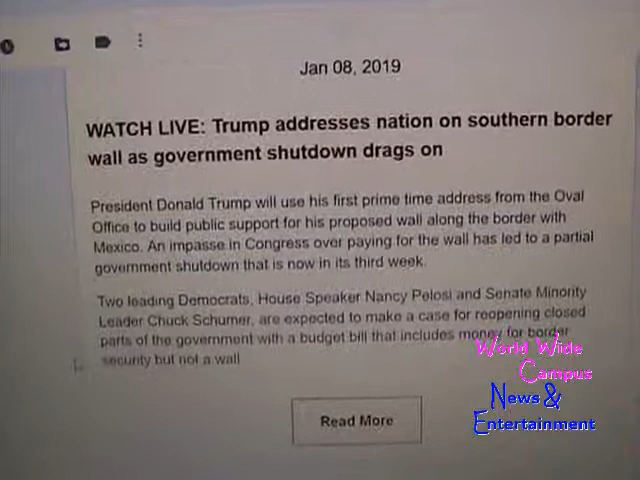 Jan 08, 2019
WATCH LIVE: Trump addresses nation on southern border
wall as government shutdown drags on
President Donald Trump will use his first prime time address from the Oval
Office to build public support for his proposed wall along the border with
Mexico. An impasse in Congress over paying for the wall has led to a partial
government shutdown that is now in its third week.
Two leading Democrats, House Speaker Nancy Pelosi and Senate Minority
Leader Chuck Schumer, are expected to make a case for reopening closed
parts of the government with a budget bill that includes money for border
security but not a wall
World Wide
Campus
News &
Entertainment
Read More